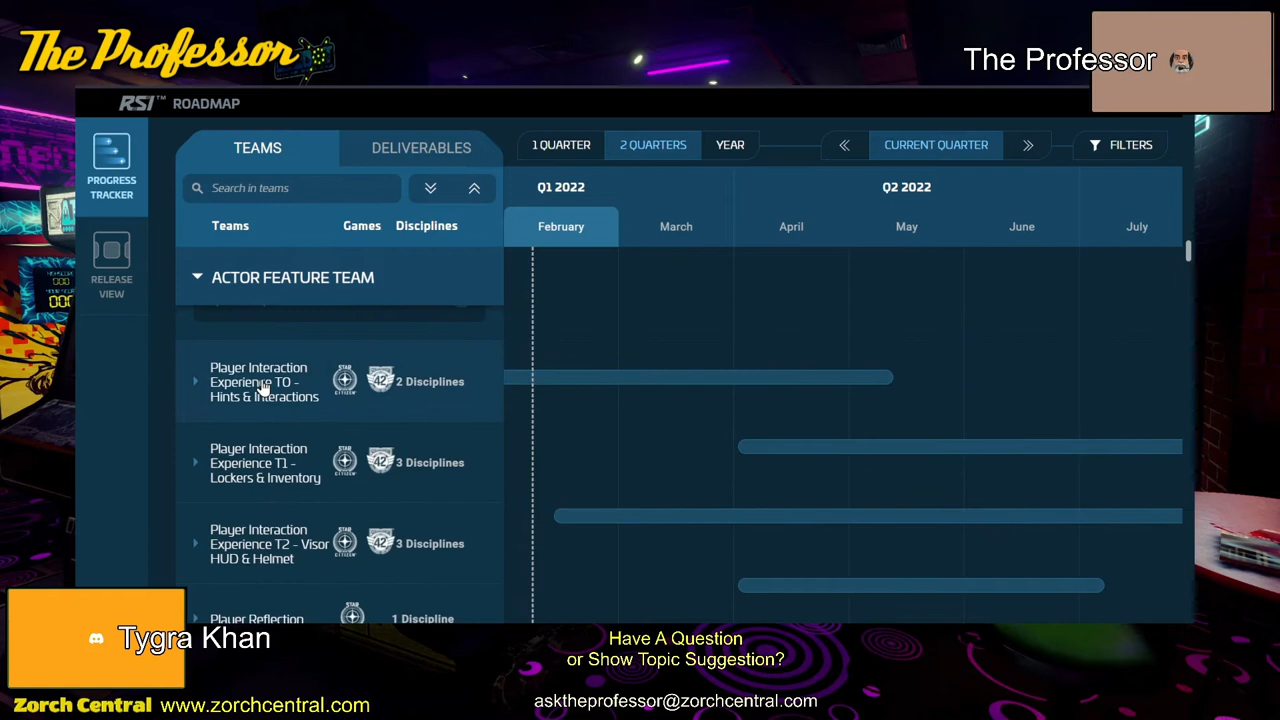 The Professor
The Professor
RSI™ ROADMAP
PROGRESS
TRACKER
RELEASE
VIEW
TEAMS
DELIVERABLES
1 QUARTER
2 QUARTERS
YEAR
CURRENT QUARTER
FILTERS
Search in teams
Teams
Games
Disciplines
Q1 2022
Q2 2022
February
March
April
May
June
July
ACTOR FEATURE TEAM
Player Interaction
Experience T0 -
Hints & Interactions
2 Disciplines
Player Interaction
Experience T1 -
Lockers & Inventory
3 Disciplines
Player Interaction
Experience T2 - Visor
HUD & Helmet
3 Disciplines
Player Reflection
1 Discipline
Tygra Khan
Have A Question
or Show Topic Suggestion?
asktheprofessor@zorchcentral.com
Zorch Central www.zorchcentral.com